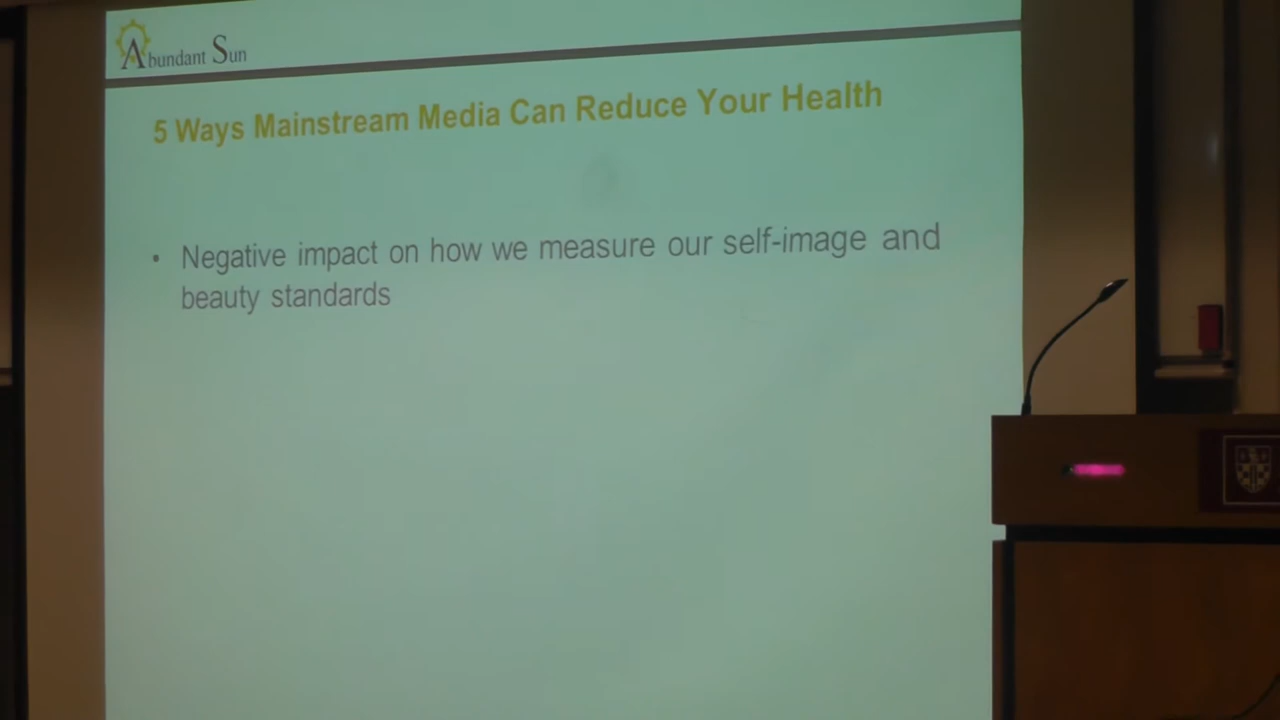 Abundant Sun
5 Ways Mainstream Media Can Reduce Your Health
• Negative impact on how we measure our self-image and
beauty standards